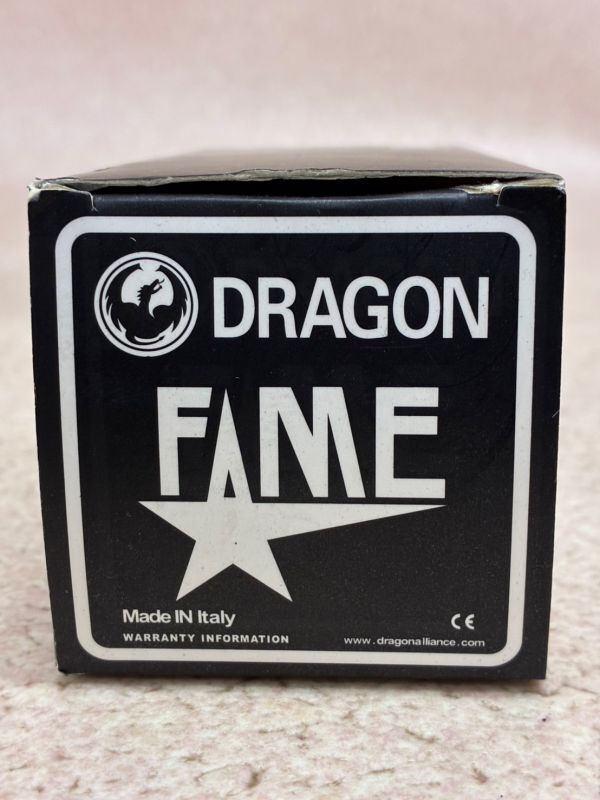 DRAGON
FAME
Made IN Italy
CE
WARRANTY INFORMATION
www.dragonalliance.com